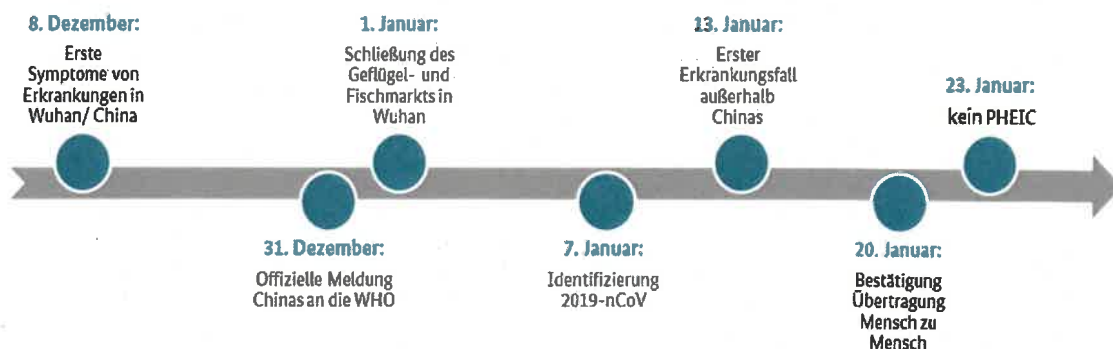 8. Dezember:
Erste
Symptome von
Erkrankungen in
Wuhan/ China
31. Dezember:
Offizielle Meldung
Chinas an die WHO
1. Januar:
Schließung des
Geflügel- und
Fischmarkts in
Wuhan
7. Januar:
Identifizierung
2019-nCoV
13. Januar:
Erster
Erkrankungsfall
außerhalb
Chinas
20. Januar:
Bestätigung
Übertragung
Mensch zu
Mensch
23. Januar:
kein PHEIC